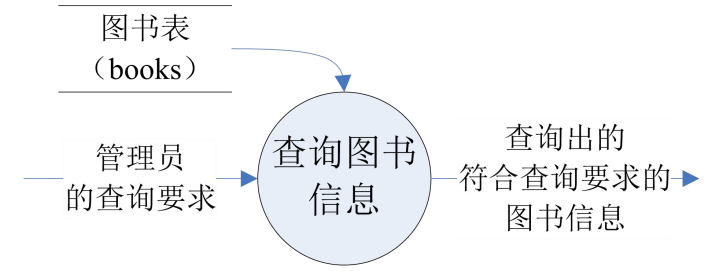 图书表
（books）
管理员
的查询要求
查询图书
信息
查询出的
符合查询要求的
图书信息